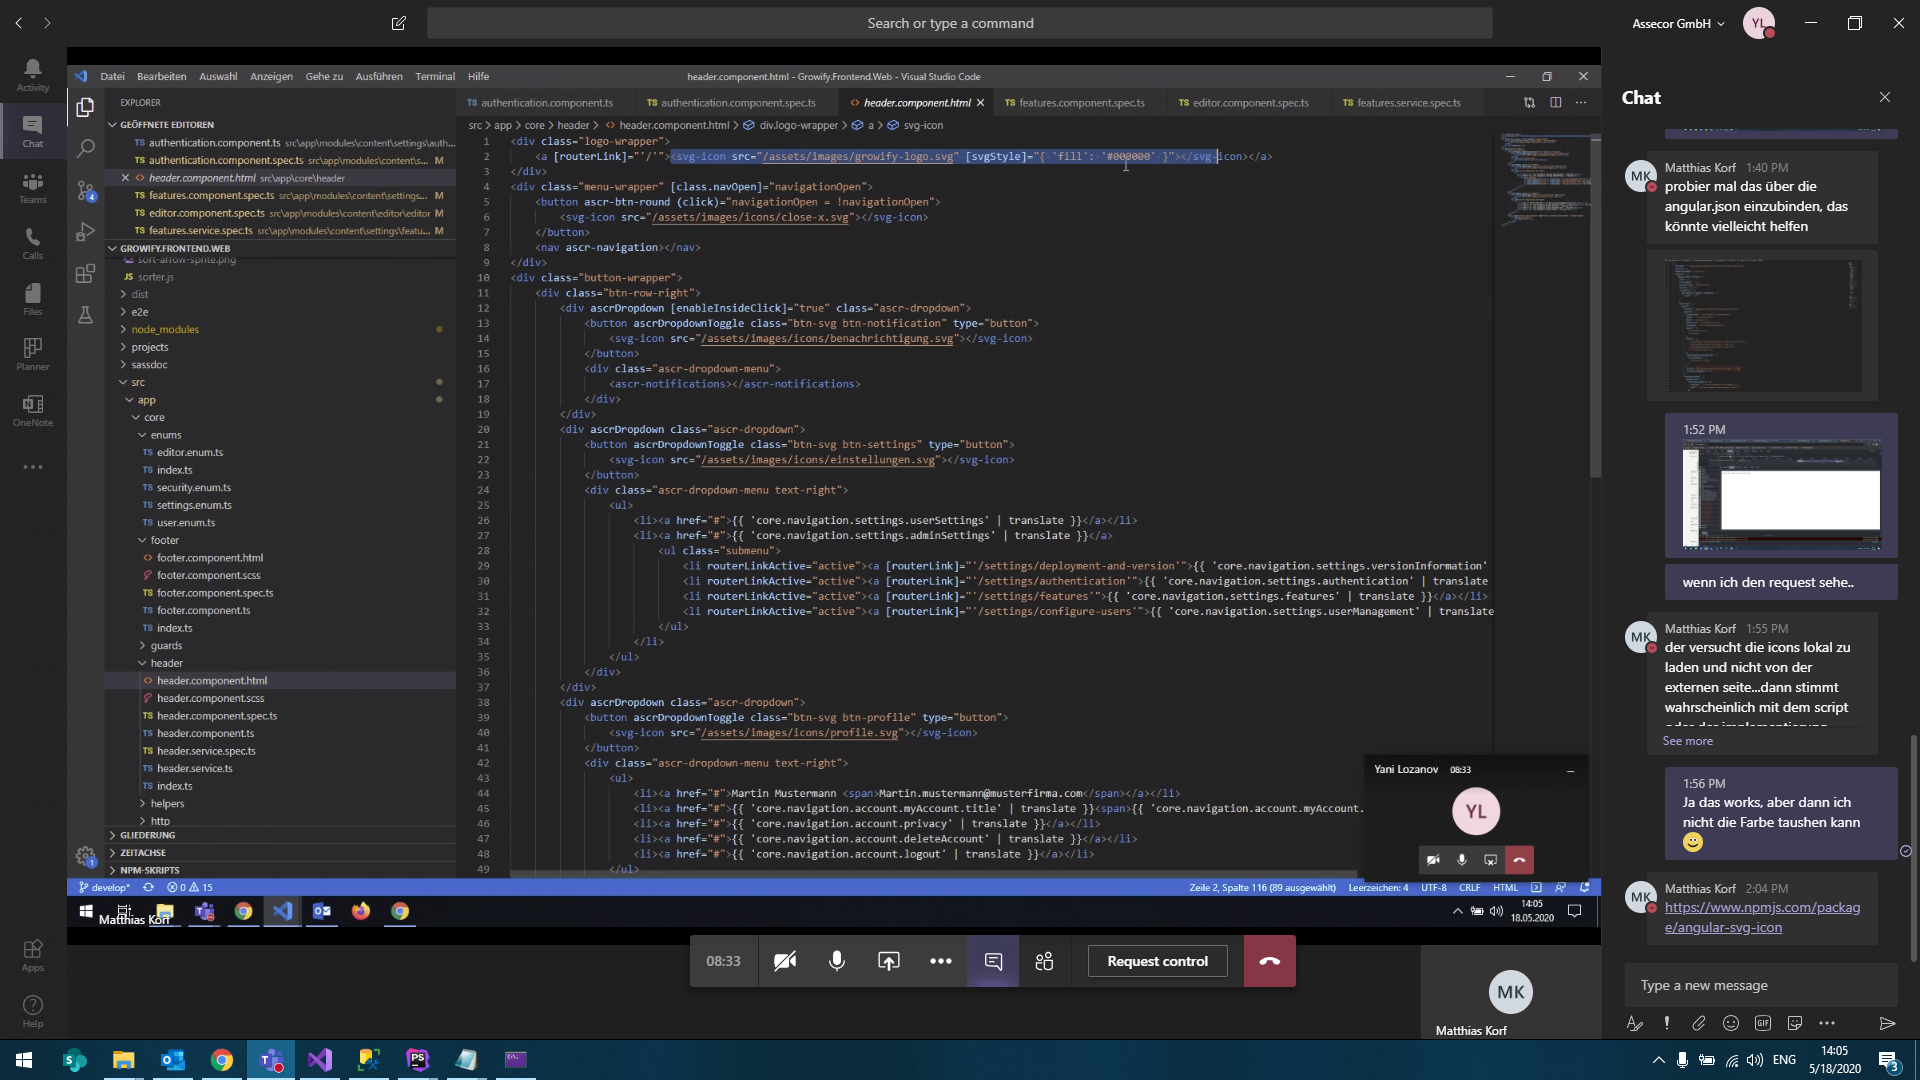 Search or type a command
Assecor GmbH
YL
Activity
Chat
Teams
Calls
Files
Planner
OneNote
Apps
Help
Datei Bearbeiten Auswahl Anzeigen Gehe zu Ausführen Terminal Hilfe
header.component.html - Growify.Frontend.Web - Visual Studio Code
EXPLORER
GEÖFFNETE EDITOREN
TS authentication.component.ts src\app\modules\content\settings\...
TS authentication.component.spec.ts src\app\modules\content\s... M
header.component.html src\app\core\header
TS features.component.spec.ts src\app\modules\content\settings... M
TS editor.component.spec.ts src\app\modules\content\editor\editor M
TS features.service.spec.ts src\app\modules\content\settings\featu... M
GROWIFY.FRONTEND.WEB
sort-arrow-sprite.png
JS sorter.js
dist
e2e
node_modules
projects
sassdoc
src
app
core
enums
TS editor.enum.ts
TS index.ts
TS security.enum.ts
TS settings.enum.ts
TS user.enum.ts
footer
footer.component.html
footer.component.scss
TS footer.component.spec.ts
TS footer.component.ts
TS index.ts
guards
header
header.component.html
header.component.scss
TS header.component.spec.ts
TS header.component.ts
TS header.service.spec.ts
TS header.service.ts
TS index.ts
helpers
http
GLIEDERUNG
ZEITACHSE
NPM-SKRIPTS
TS authentication.component.ts
TS authentication.component.spec.ts
header.component.html
TS features.component.spec.ts
TS editor.component.spec.ts
TS features.service.spec.ts
src > app > core > header > header.component.html > div.logo-wrapper > a > svg-icon
1 <div class="logo-wrapper">
2 <a [routerLink]="'/'"><svg-icon src="/assets/images/growify-logo.svg" [svgStyle]="{ 'fill': '#000000' }"></svg-icon></a>
3 </div>
4 <div class="menu-wrapper" [class.navOpen]="navigationOpen">
5 <button ascr-btn-round (click)="navigationOpen = !navigationOpen">
6 <svg-icon src="/assets/images/icons/close-x.svg"></svg-icon>
7 </button>
8 <nav ascr-navigation></nav>
9 </div>
10 <div class="button-wrapper">
11 <div class="btn-row-right">
12 <div ascrDropdown [enableInsideClick]="true" class="ascr-dropdown">
13 <button ascrDropdownToggle class="btn-svg btn-notification" type="button">
14 <svg-icon src="/assets/images/icons/benachrichtigung.svg"></svg-icon>
15 </button>
16 <div class="ascr-dropdown-menu">
17 <ascr-notifications></ascr-notifications>
18 </div>
19 </div>
20 <div ascrDropdown class="ascr-dropdown">
21 <button ascrDropdownToggle class="btn-svg btn-settings" type="button">
22 <svg-icon src="/assets/images/icons/einstellungen.svg"></svg-icon>
23 </button>
24 <div class="ascr-dropdown-menu text-right">
25 <ul>
26 <li><a href="#">{{ 'core.navigation.settings.userSettings' | translate }}</a></li>
27 <li><a href="#">{{ 'core.navigation.settings.adminSettings' | translate }}</a>
28 <ul class="submenu">
29 <li routerLinkActive="active"><a [routerLink]="'/settings/deployment-and-version'">{{ 'core.navigation.settings.versionInformation'
30 <li routerLinkActive="active"><a [routerLink]="'/settings/authentication'">{{ 'core.navigation.settings.authentication' | translate
31 <li routerLinkActive="active"><a [routerLink]="'/settings/features'">{{ 'core.navigation.settings.features' | translate }}</a></li>
32 <li routerLinkActive="active"><a [routerLink]="'/settings/configure-users'">{{ 'core.navigation.settings.userManagement' | translate
33 </ul>
34 </li>
35 </ul>
36 </div>
37 </div>
38 <div ascrDropdown class="ascr-dropdown">
39 <button ascrDropdownToggle class="btn-svg btn-profile" type="button">
40 <svg-icon src="/assets/images/icons/profile.svg"></svg-icon>
41 </button>
42 <div class="ascr-dropdown-menu text-right">
43 <ul>
44 <li><a href="#">Martin Mustermann <span>Martin.mustermann@musterfirma.com</span></a></li>
45 <li><a href="#">{{ 'core.navigation.account.myAccount.title' | translate }}<span>{{ 'core.navigation.account.myAccount.
46 <li><a href="#">{{ 'core.navigation.account.privacy' | translate }}</a></li>
47 <li><a href="#">{{ 'core.navigation.account.deleteAccount' | translate }}</a></li>
48 <li><a href="#">{{ 'core.navigation.account.logout' | translate }}</a></li>
49 </ul>
Yani Lozanov 08:33
YL
develop* 0 15
Zeile 2, Spalte 116 (89 ausgewählt) Leerzeichen: 4 UTF-8 CRLF HTML
Matthias Korf
14:05
18.05.2020
08:33
Request control
MK
Matthias Korf
Chat
MK
Matthias Korf 1:40 PM
probier mal das über die
angular.json einzubinden, das
könnte vielleicht helfen
1:52 PM
wenn ich den request sehe..
MK
Matthias Korf 1:55 PM
der versucht die icons lokal zu
laden und nicht von der
externen seite...dann stimmt
wahrscheinlich mit dem script
oder der implementierung
See more
1:56 PM
Ja das works, aber dann ich
nicht die Farbe taushen kann
MK
Matthias Korf 2:04 PM
https://www.npmjs.com/packag
e/angular-svg-icon
Type a new message
GIF
ENG
14:05
5/18/2020
3